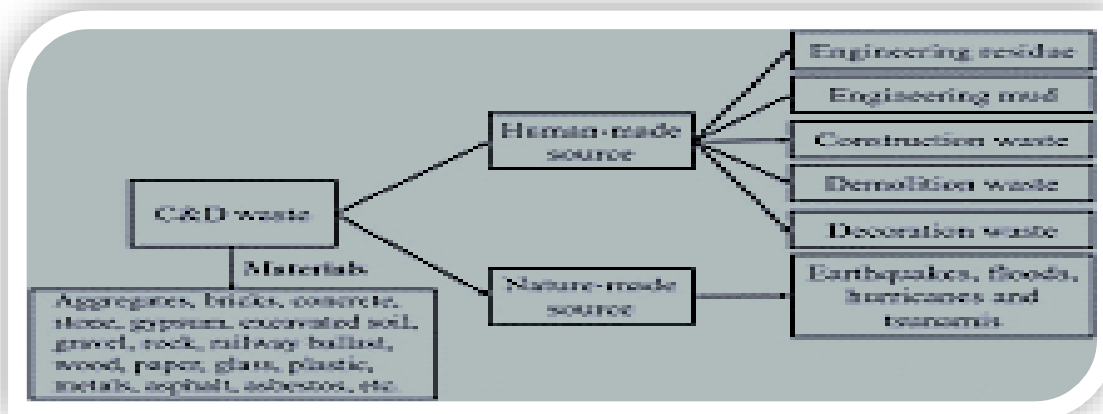 Engineering residue
Engineering mud
Human-made
source
Construction waste
Demolition waste
C&D waste
Decoration waste
Materials
Nature-made
source
Earthquakes, floods,
hurricanes and
tsunamis
Aggregates, bricks, concrete,
stone, gypsum, excavated soil,
gravel, rock, railway ballast,
wood, paper, glass, plastic,
metals, asphalt, asbestos, etc.